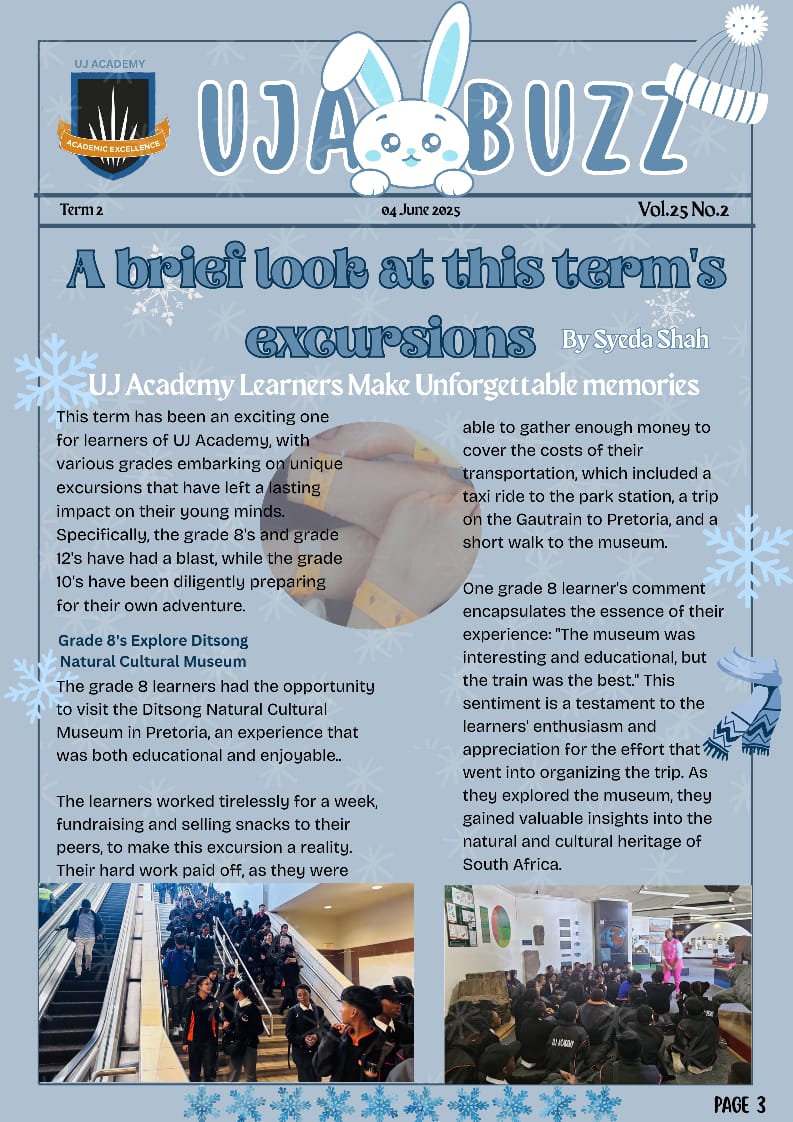 UJ ACADEMY
ACADEMIC EXCELLENCE
UJA BUZZ
Term 2
04 June 2025
Vol.25 No.2
A brief look at this term's
excursions
By Syeda Shah
UJ Academy Learners Make Unforgettable memories
This term has been an exciting one
for learners of UJ Academy, with
various grades embarking on unique
excursions that have left a lasting
impact on their young minds.
Specifically, the grade 8's and grade
12's have had a blast, while the grade
10's have been diligently preparing
for their own adventure.
Grade 8's Explore Ditsong
Natural Cultural Museum
The grade 8 learners had the opportunity
to visit the Ditsong Natural Cultural
Museum in Pretoria, an experience that
was both educational and enjoyable..
The learners worked tirelessly for a week,
fundraising and selling snacks to their
peers, to make this excursion a reality.
Their hard work paid off, as they were
able to gather enough money to
cover the costs of their
transportation, which included a
taxi ride to the park station, a trip
on the Gautrain to Pretoria, and a
short walk to the museum.
One grade 8 learner's comment
encapsulates the essence of their
experience: "The museum was
interesting and educational, but
the train was the best." This
sentiment is a testament to the
learners' enthusiasm and
appreciation for the effort that
went into organizing the trip. As
they explored the museum, they
gained valuable insights into the
natural and cultural heritage of
South Africa.
UJ ACADEMY
PAGE 3